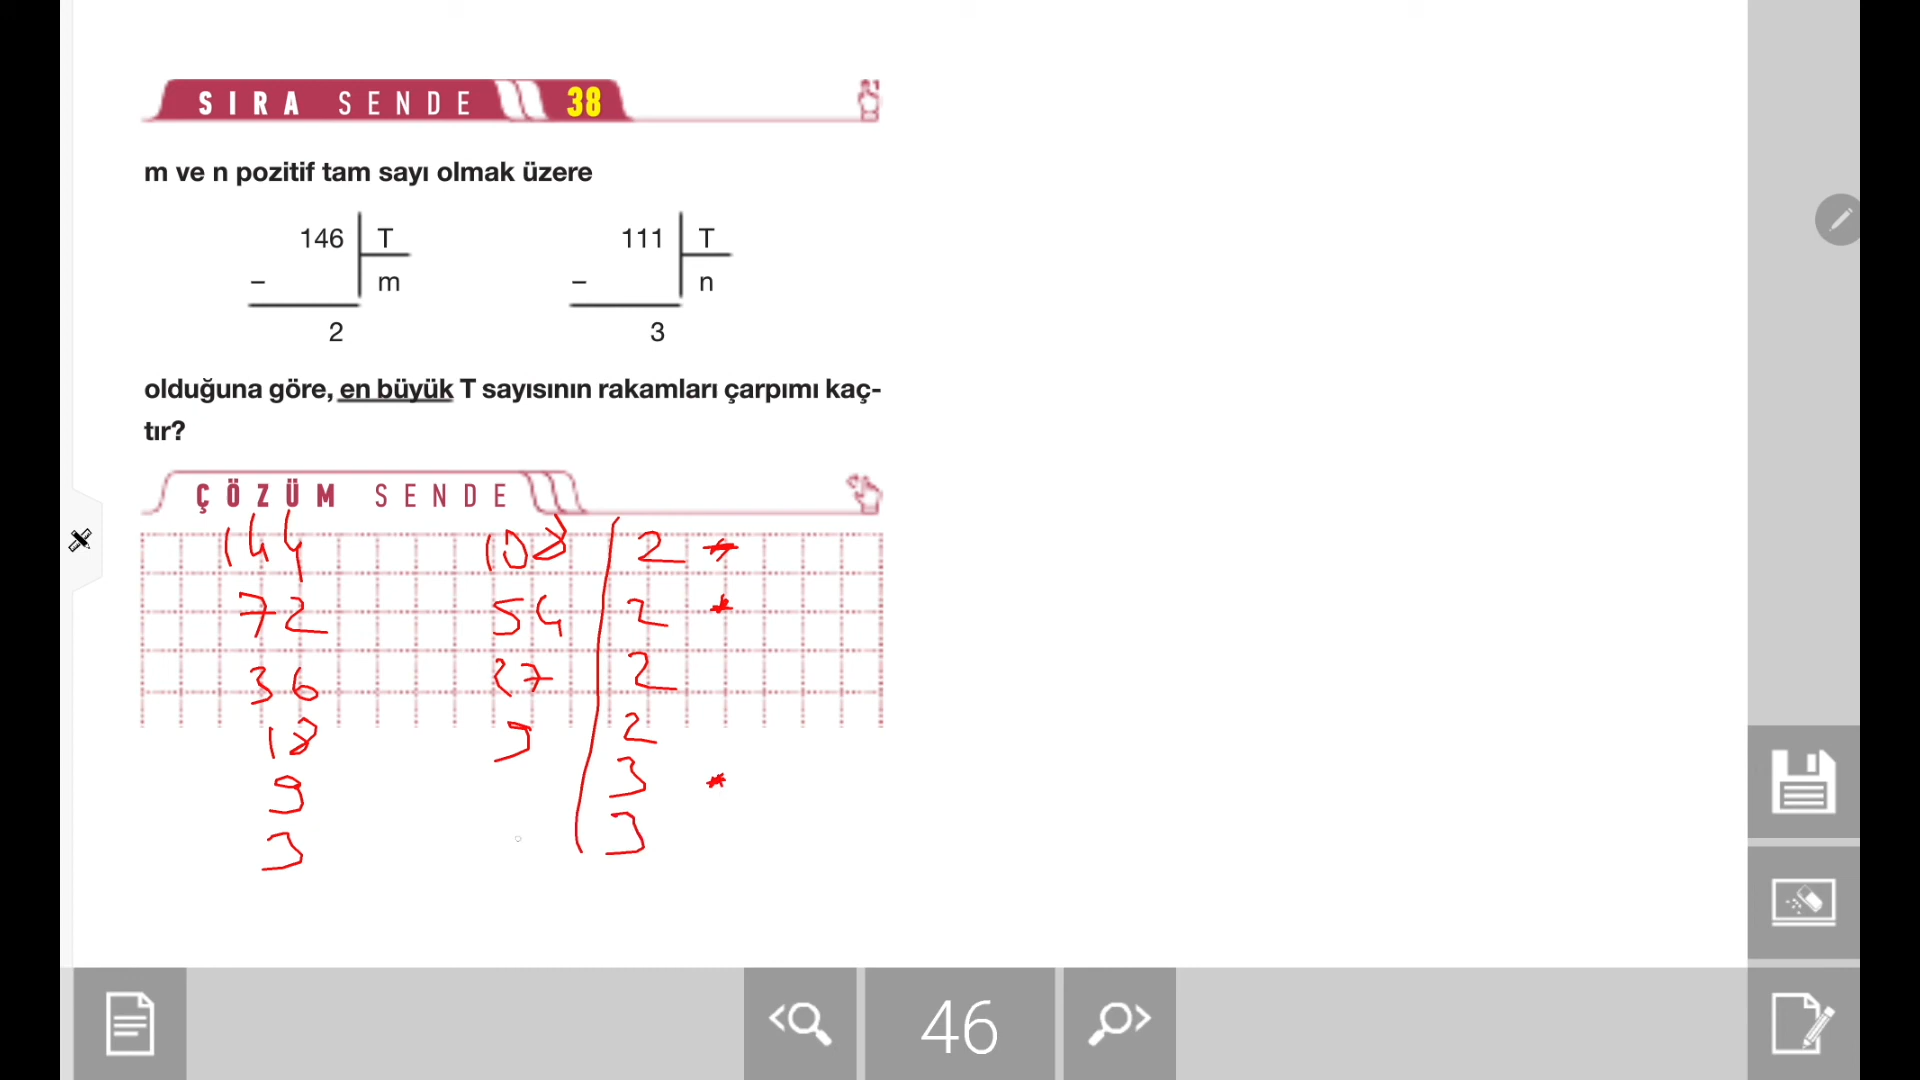 SIRA SENDE 38
m ve n pozitif tam sayı olmak üzere
146 T 111 T
– m – n
2 3
olduğuna göre, en büyük T sayısının rakamları çarpımı kaç-
tır?
ÇÖZÜM SENDE
144 108 2 *
72 54 2 *
36 27 2
18 9 2
9 3 *
3 3
46